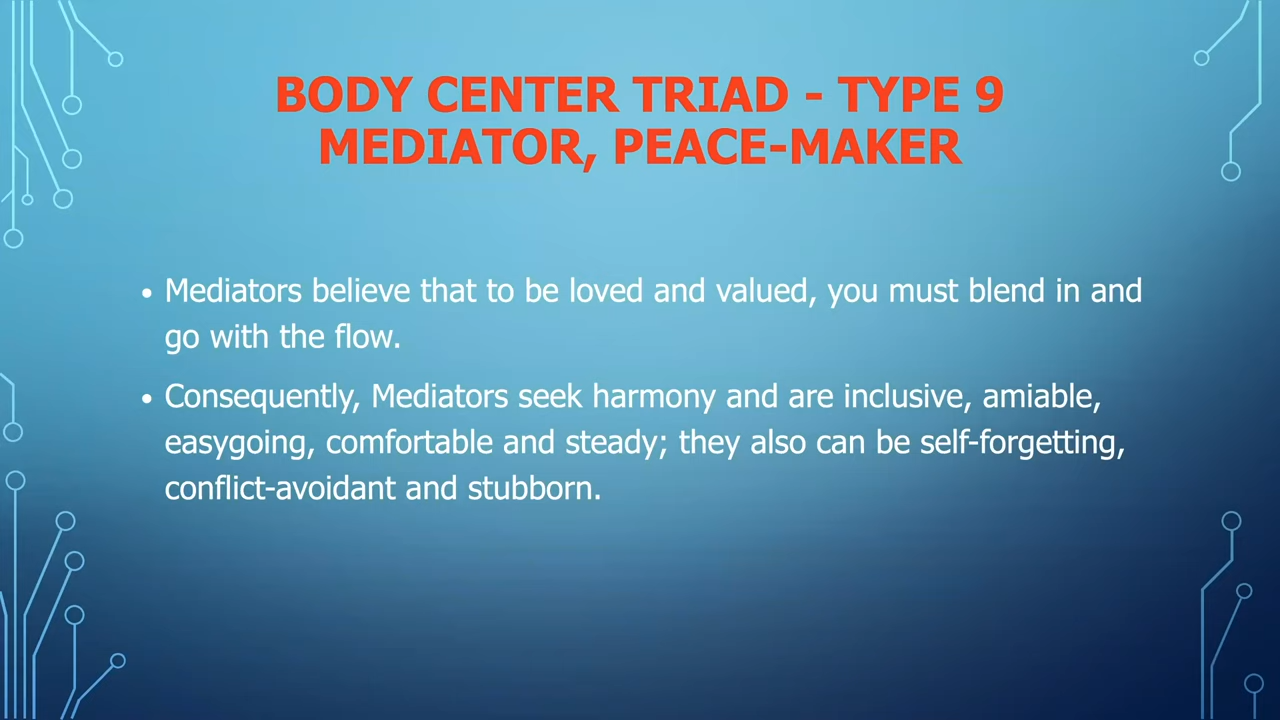 BODY CENTER TRIAD - TYPE 9
MEDIATOR, PEACE-MAKER
• Mediators believe that to be loved and valued, you must blend in and
go with the flow.
• Consequently, Mediators seek harmony and are inclusive, amiable,
easygoing, comfortable and steady; they also can be self-forgetting,
conflict-avoidant and stubborn.